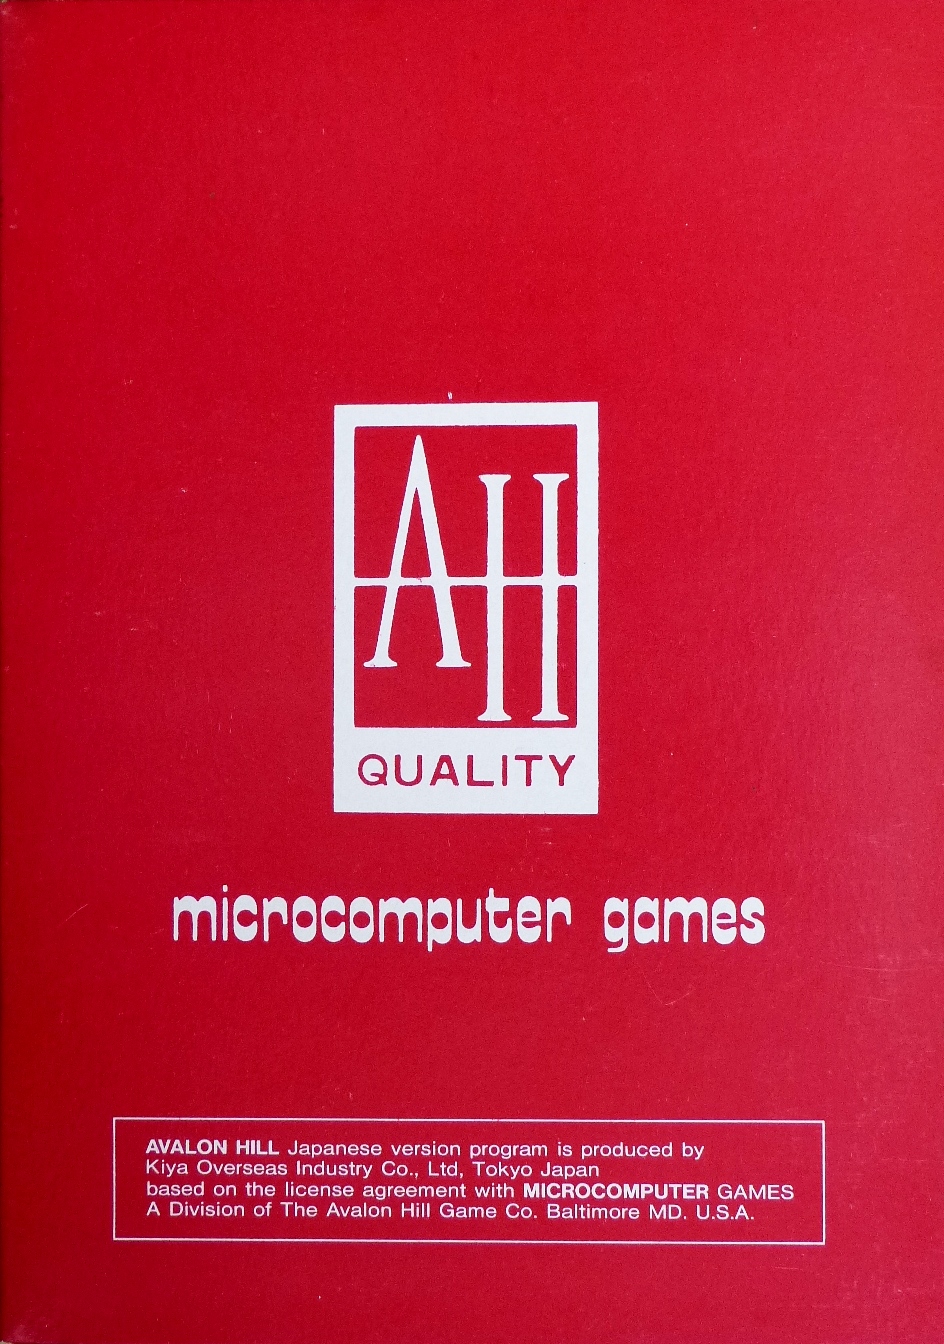 AH
QUALITY
microcomputer games
AVALON HILL Japanese version program is produced by
Kiya Overseas Industry Co., Ltd, Tokyo Japan
based on the license agreement with MICROCOMPUTER GAMES
A Division of The Avalon Hill Game Co. Baltimore MD. U.S.A.